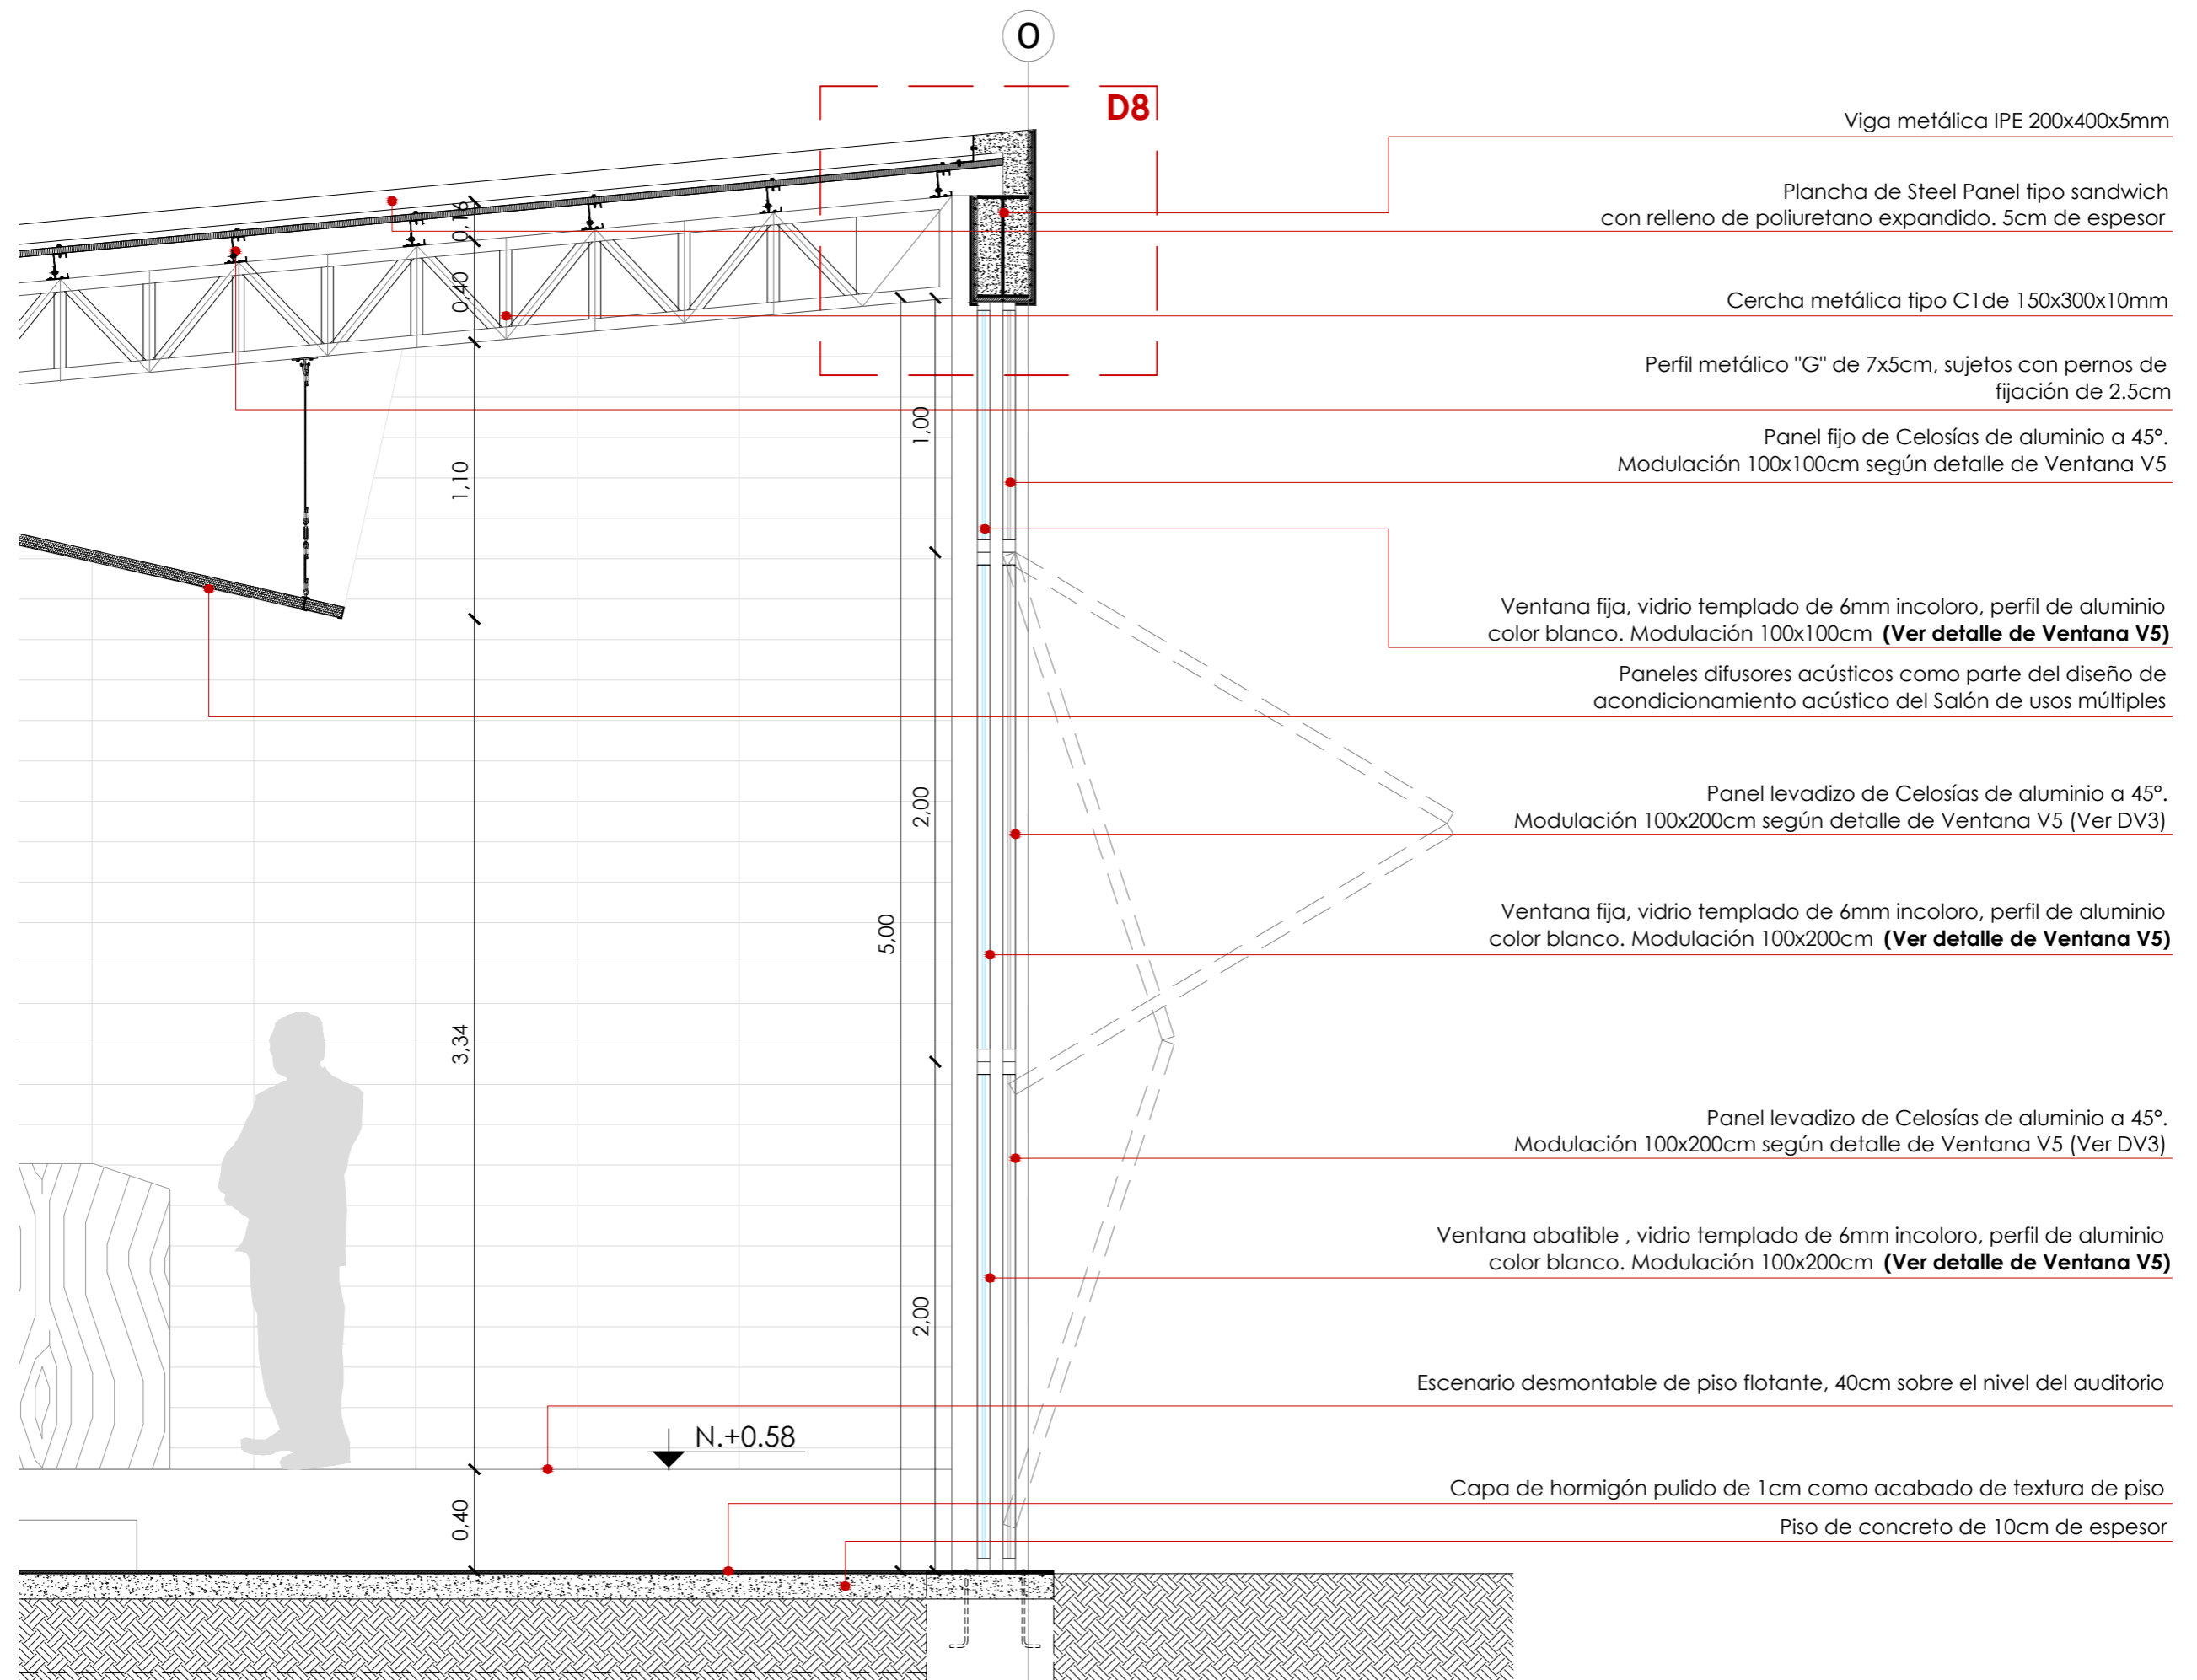 O
D8
Viga metálica IPE 200x400x5mm
Plancha de Steel Panel tipo sandwich
con relleno de poliuretano expandido. 5cm de espesor
Cercha metálica tipo C1de 150x300x10mm
Perfil metálico "G" de 7x5cm, sujetos con pernos de
fijación de 2.5cm
Panel fijo de Celosías de aluminio a 45°.
Modulación 100x100cm según detalle de Ventana V5
Ventana fija, vidrio templado de 6mm incoloro, perfil de aluminio
color blanco. Modulación 100x100cm (Ver detalle de Ventana V5)
Paneles difusores acústicos como parte del diseño de
acondicionamiento acústico del Salón de usos múltiples
Panel levadizo de Celosías de aluminio a 45°.
Modulación 100x200cm según detalle de Ventana V5 (Ver DV3)
Ventana fija, vidrio templado de 6mm incoloro, perfil de aluminio
color blanco. Modulación 100x200cm (Ver detalle de Ventana V5)
Panel levadizo de Celosías de aluminio a 45°.
Modulación 100x200cm según detalle de Ventana V5 (Ver DV3)
Ventana abatible , vidrio templado de 6mm incoloro, perfil de aluminio
color blanco. Modulación 100x200cm (Ver detalle de Ventana V5)
Escenario desmontable de piso flotante, 40cm sobre el nivel del auditorio
Capa de hormigón pulido de 1cm como acabado de textura de piso
Piso de concreto de 10cm de espesor
0,40
1,10
3,34
0,40
5,00
1,00
2,00
2,00
N.+0.58